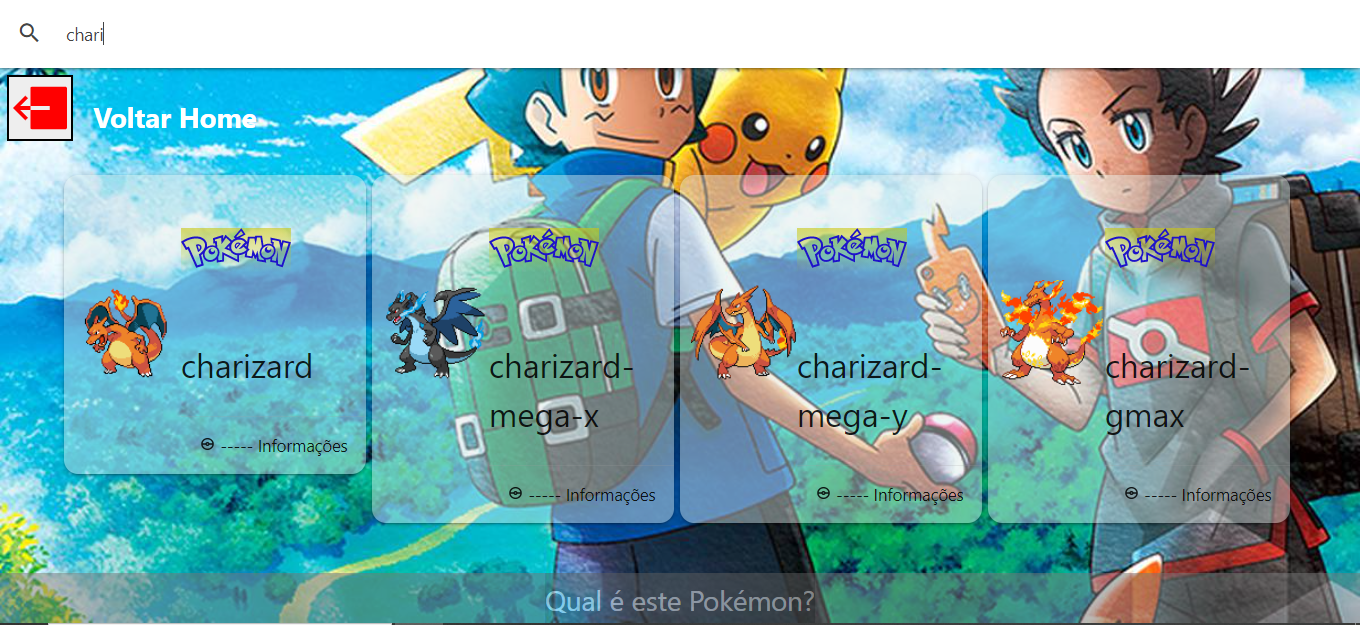 chari
Voltar Home
POKéMON
charizard
----- Informações
POKéMON
charizard-
mega-x
----- Informações
POKéMON
charizard-
mega-y
----- Informações
POKéMON
charizard-
gmax
----- Informações
Qual é este Pokémon?